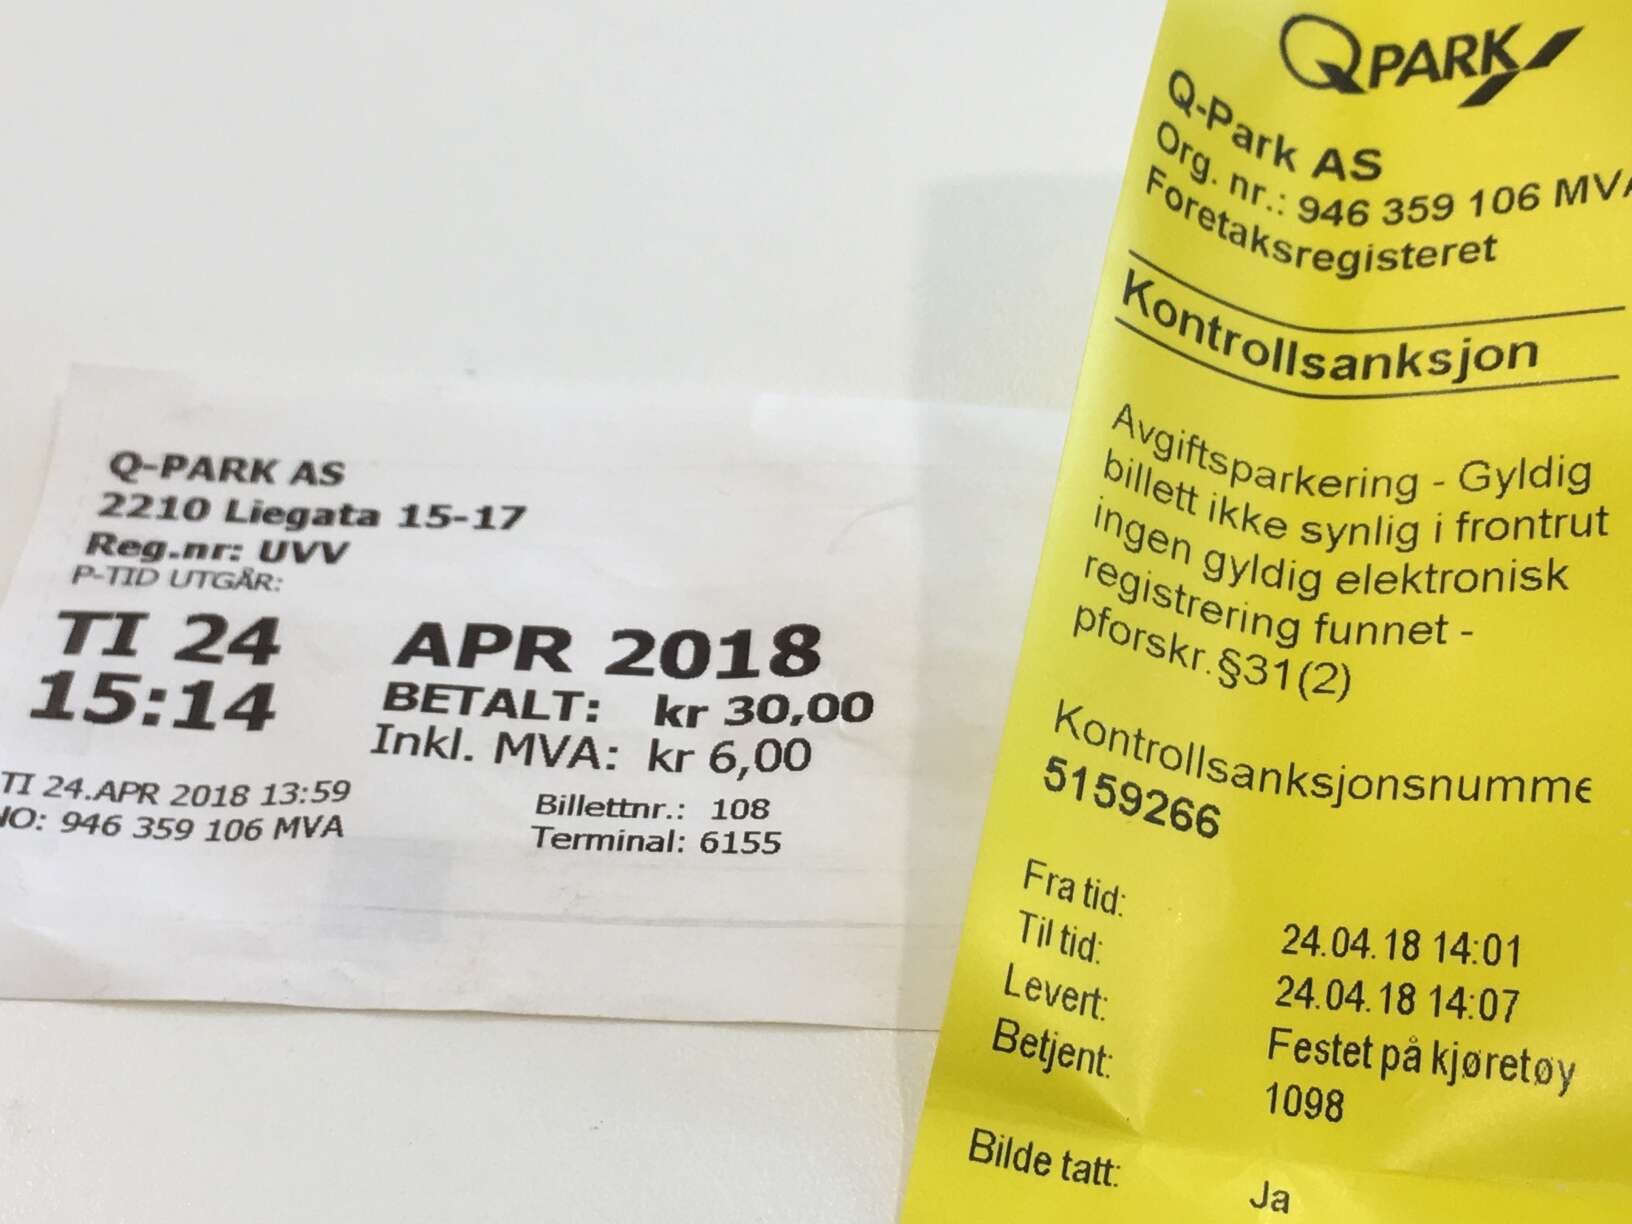 Q-PARK AS
2210 Liegata 15-17
Reg.nr: UVV
P-TID UTGÅR:
TI 24 APR 2018
15:14
BETALT: kr 30,00
Inkl. MVA: kr 6,00
TI 24.APR 2018 13:59
NO: 946 359 106 MVA
Billettnr.: 108
Terminal: 6155
QPARK
Q-Park AS
Org. nr.: 946 359 106 MVA
Foretaksregisteret
Kontrollsanksjon
Avgiftsparkering - Gyldig
billett ikke synlig i frontrut
ingen gyldig elektronisk
registrering funnet -
pforskr.§31(2)
Kontrollsanksjonsnumme
5159266
Fra tid: 24.04.18 14:01
Til tid: 24.04.18 14:07
Levert: Festet på kjøretøy
Betjent: 1098
Bilde tatt: Ja